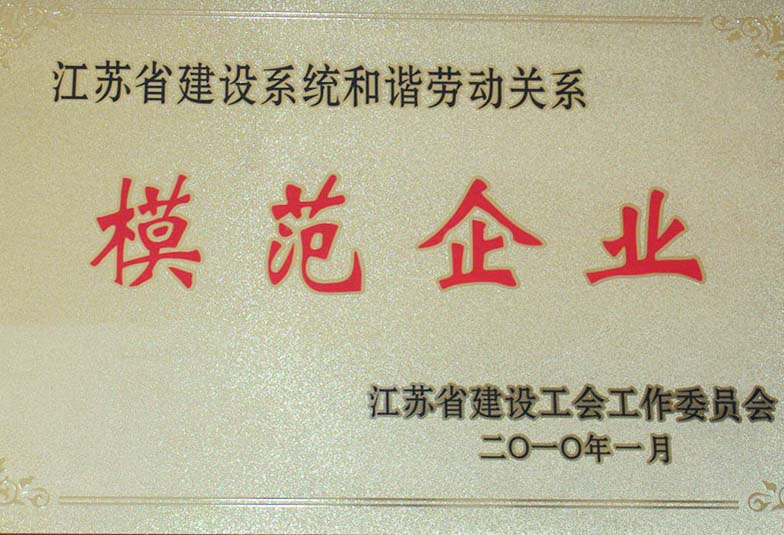 江苏省建设系统和谐劳动关系
模范企业
江苏省建设工会工作委员会
二〇一〇年一月